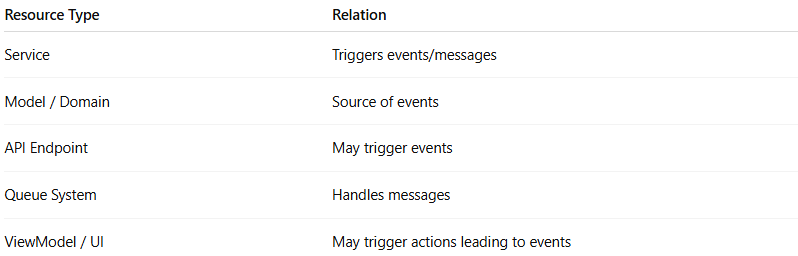 Resource Type Relation
Service Triggers events/messages
Model / Domain Source of events
API Endpoint May trigger events
Queue System Handles messages
ViewModel / UI May trigger actions leading to events